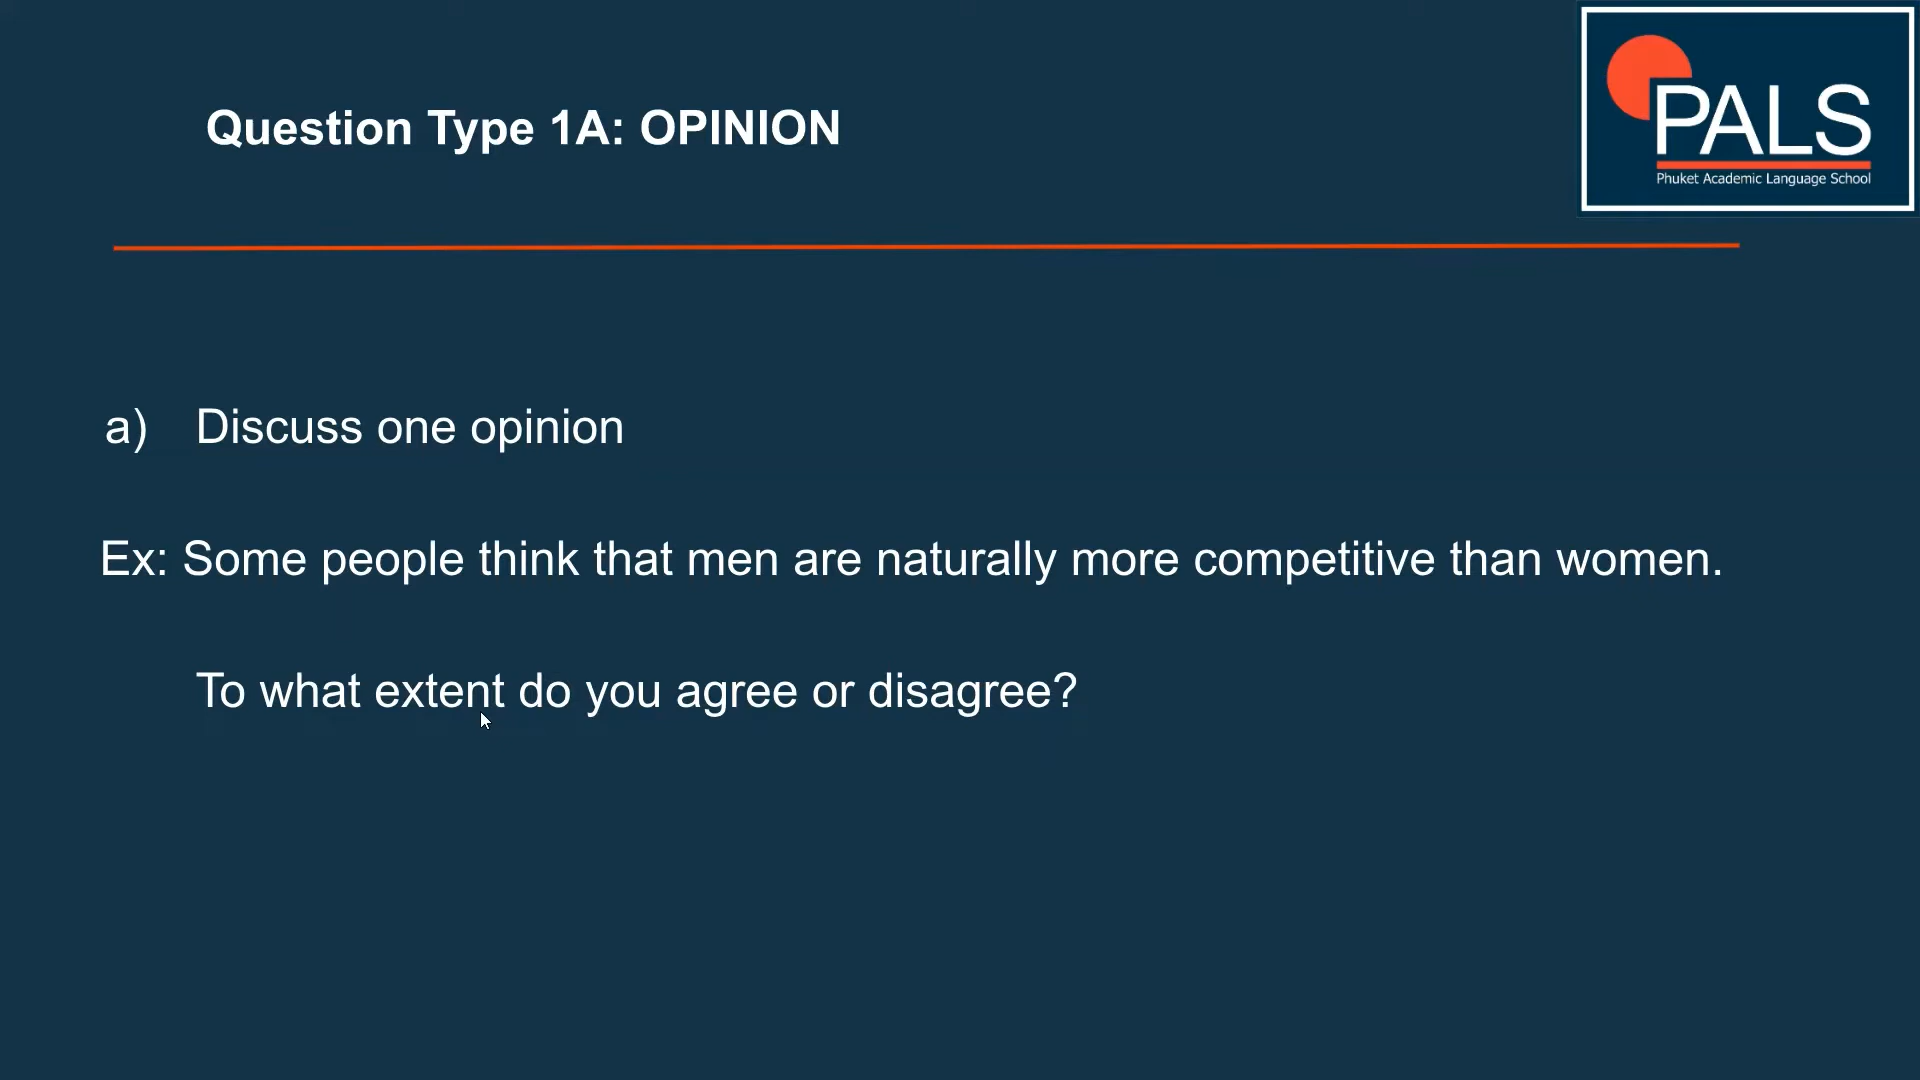 PALS
Phuket Academic Language School
Question Type 1A: OPINION
a) Discuss one opinion
Ex: Some people think that men are naturally more competitive than women.
To what extent do you agree or disagree?